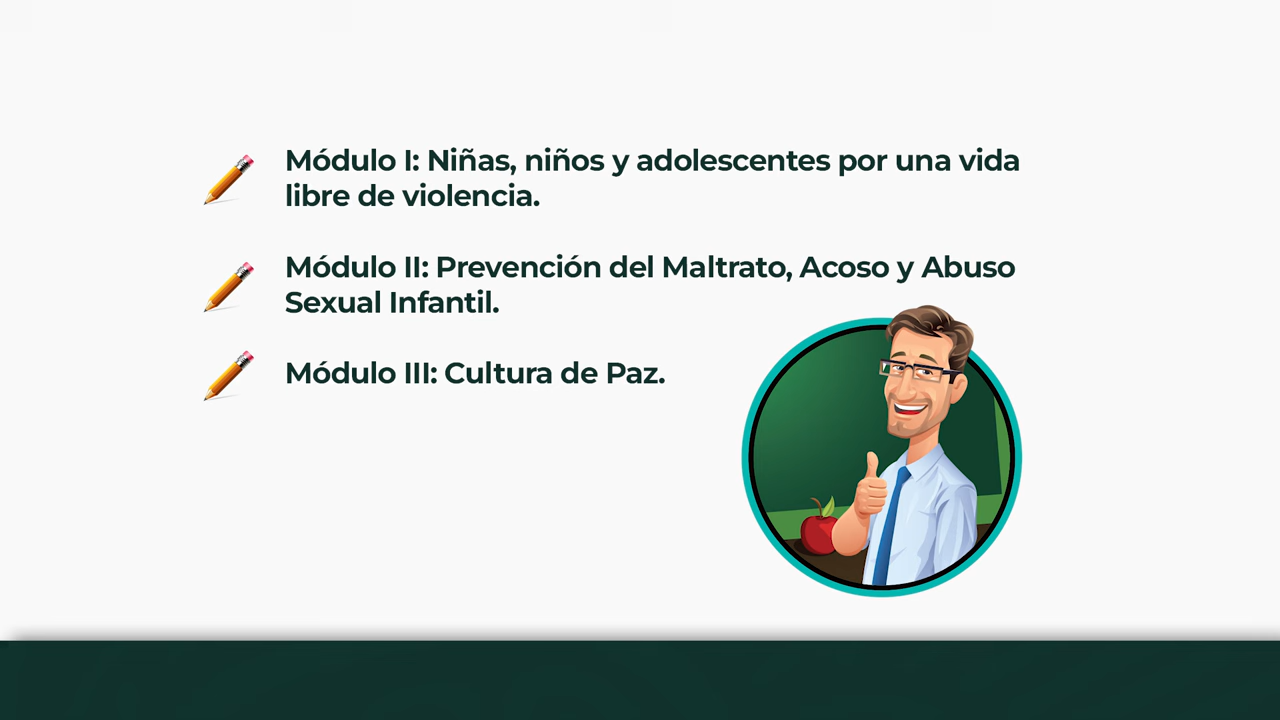 Módulo I: Niñas, niños y adolescentes por una vida
libre de violencia.
Módulo II: Prevención del Maltrato, Acoso y Abuso
Sexual Infantil.
Módulo III: Cultura de Paz.